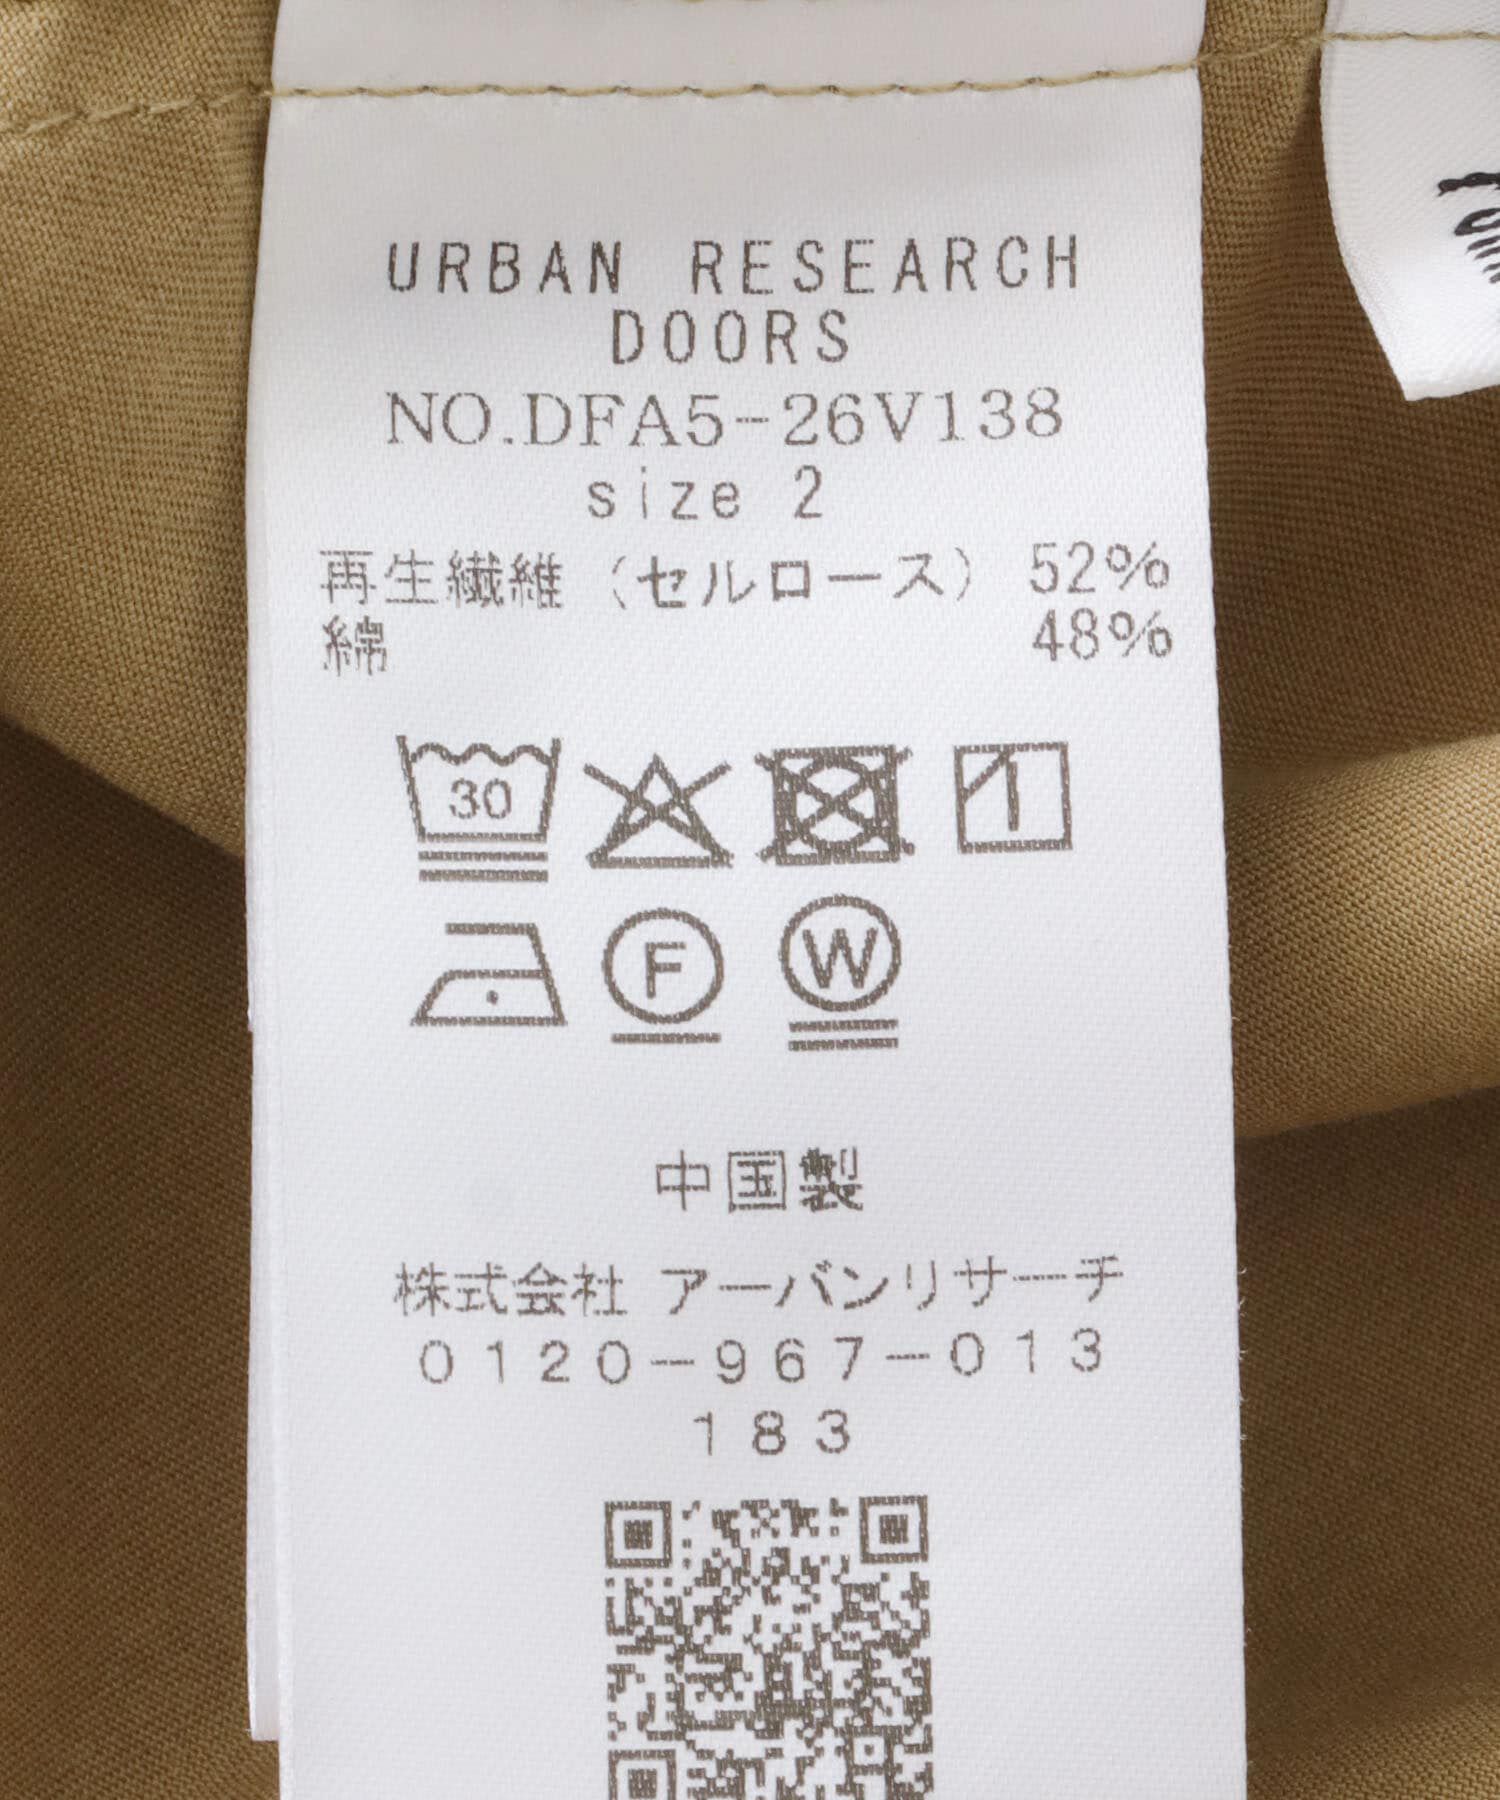 URBAN RESEARCH
DOORS
NO.DFA5-26V138
size 2
再生繊維（セルロース） 52%
綿 48%
30
F
W
中国製
株式会社 アーバンリサーチ
0120-967-013
183